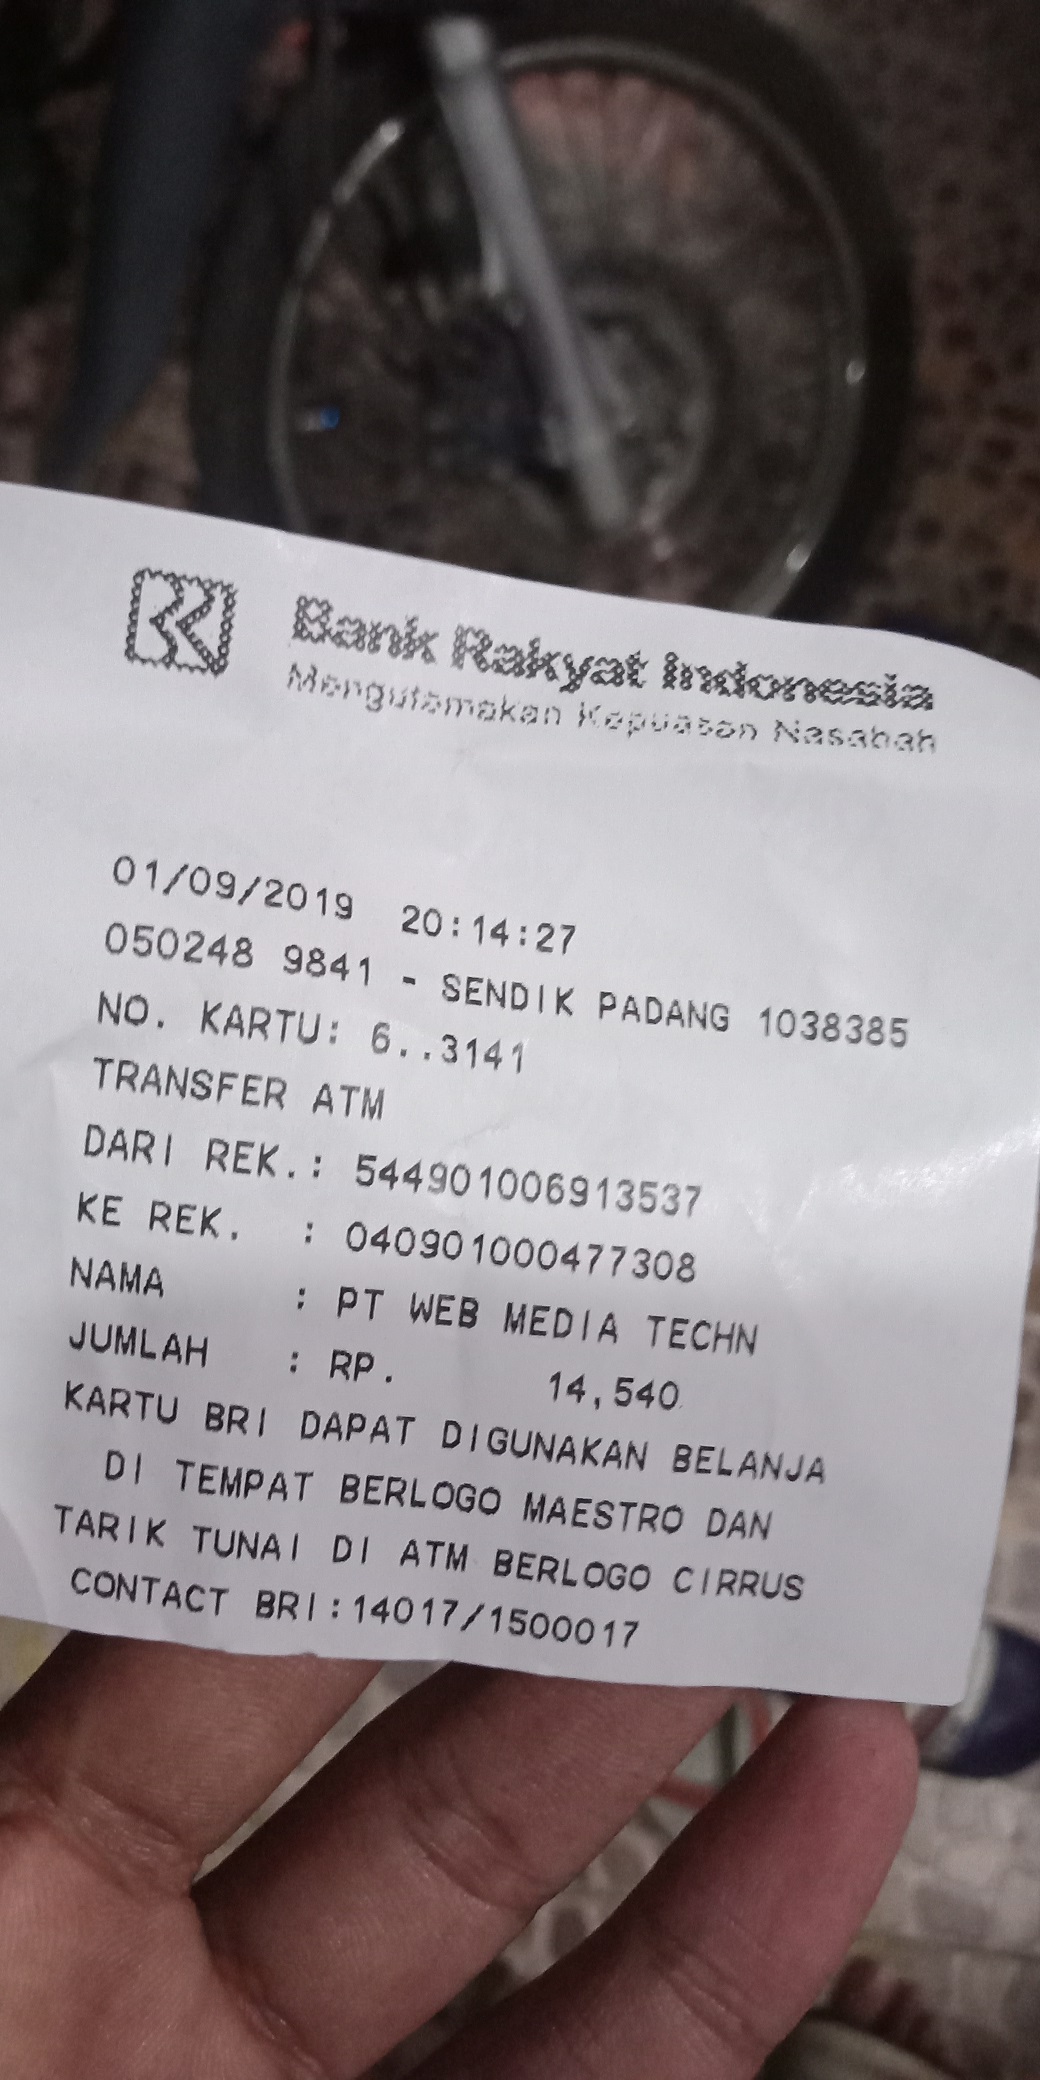 BRI Bank Rakyat Indonesia
Mengutamakan Kepuasan Nasabah
01/09/2019 20:14:27
050248 9841 - SENDIK PADANG 1038385
NO. KARTU: 6..3141
TRANSFER ATM
DARI REK.: 544901006913537
KE REK. : 040901000477308
NAMA : PT WEB MEDIA TECHN
JUMLAH : RP. 14,540
KARTU BRI DAPAT DIGUNAKAN BELANJA
DI TEMPAT BERLOGO MAESTRO DAN
TARIK TUNAI DI ATM BERLOGO CIRRUS
CONTACT BRI:14017/1500017